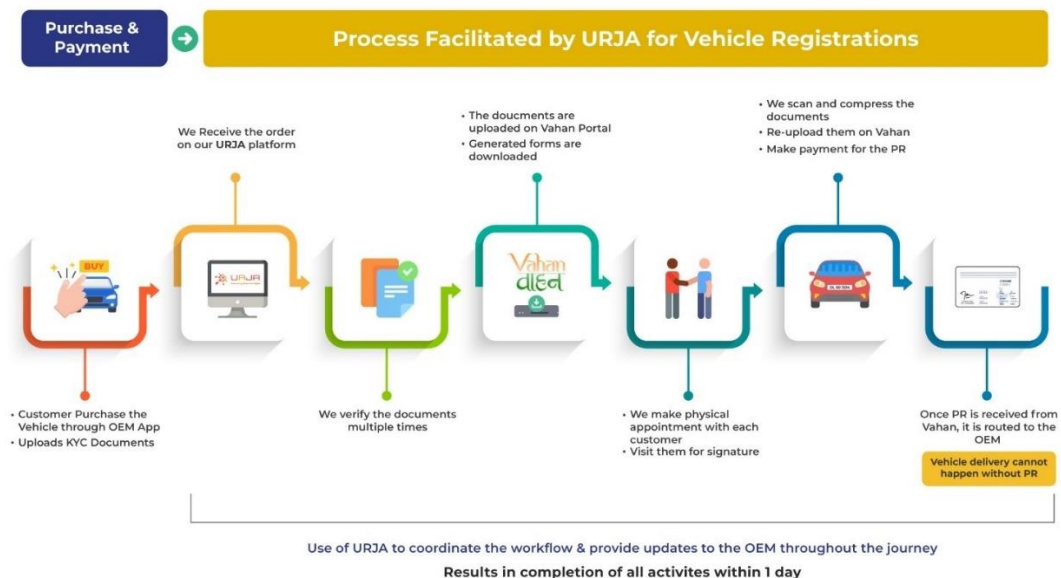 Purchase &
Payment
Process Facilitated by URJA for Vehicle Registrations
We Receive the order
on our URJA platform
• The doucments are
uploaded on Vahan Portal
• Generated forms are
downloaded
• We scan and compress the
documents
• Re-upload them on Vahan
• Make payment for the PR
BUY
URJA
Vahan
વાહન
• Customer Purchase the
Vehicle through OEM App
• Uploads KYC Documents
We verify the documents
multiple times
• We make physical
appointment with each
customer
• Visit them for signature
Once PR is received from
Vahan, it is routed to the
OEM
Vehicle delivery cannot
happen without PR
Use of URJA to coordinate the workflow & provide updates to the OEM throughout the journey
Results in completion of all activites within 1 day